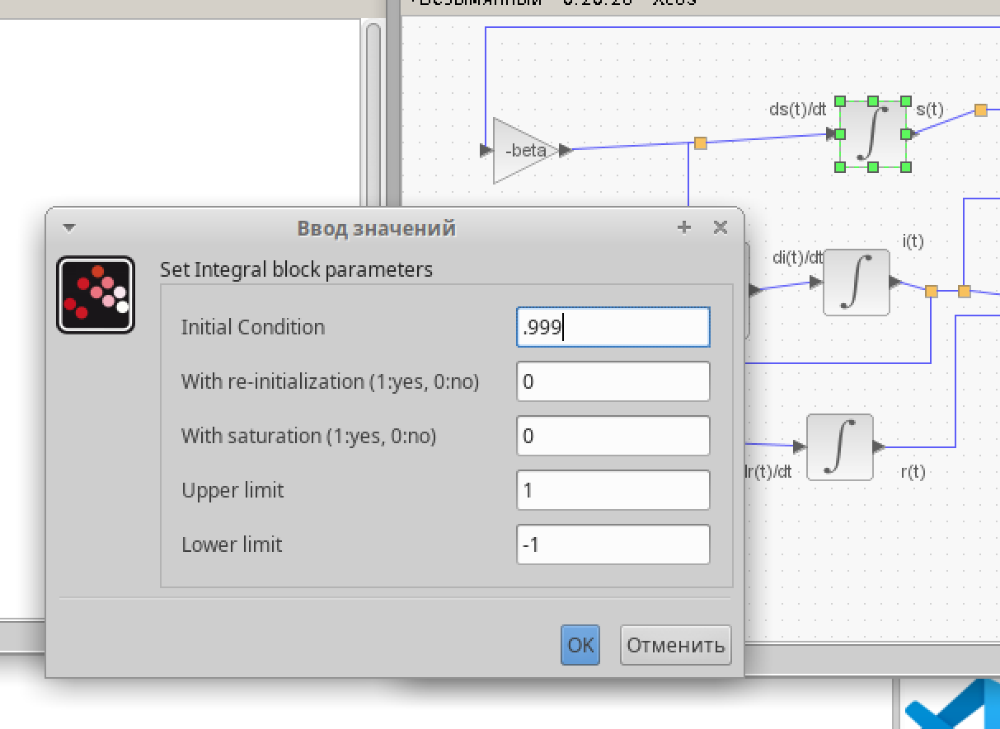 ds(t)/dt
s(t)
-beta
Ввод значений
i(t)
di(t)/dt
Set Integral block parameters
Initial Condition
.999
With re-initialization (1:yes, 0:no)
0
With saturation (1:yes, 0:no)
0
r(t)/dt
r(t)
Upper limit
1
Lower limit
-1
OK
Отменить